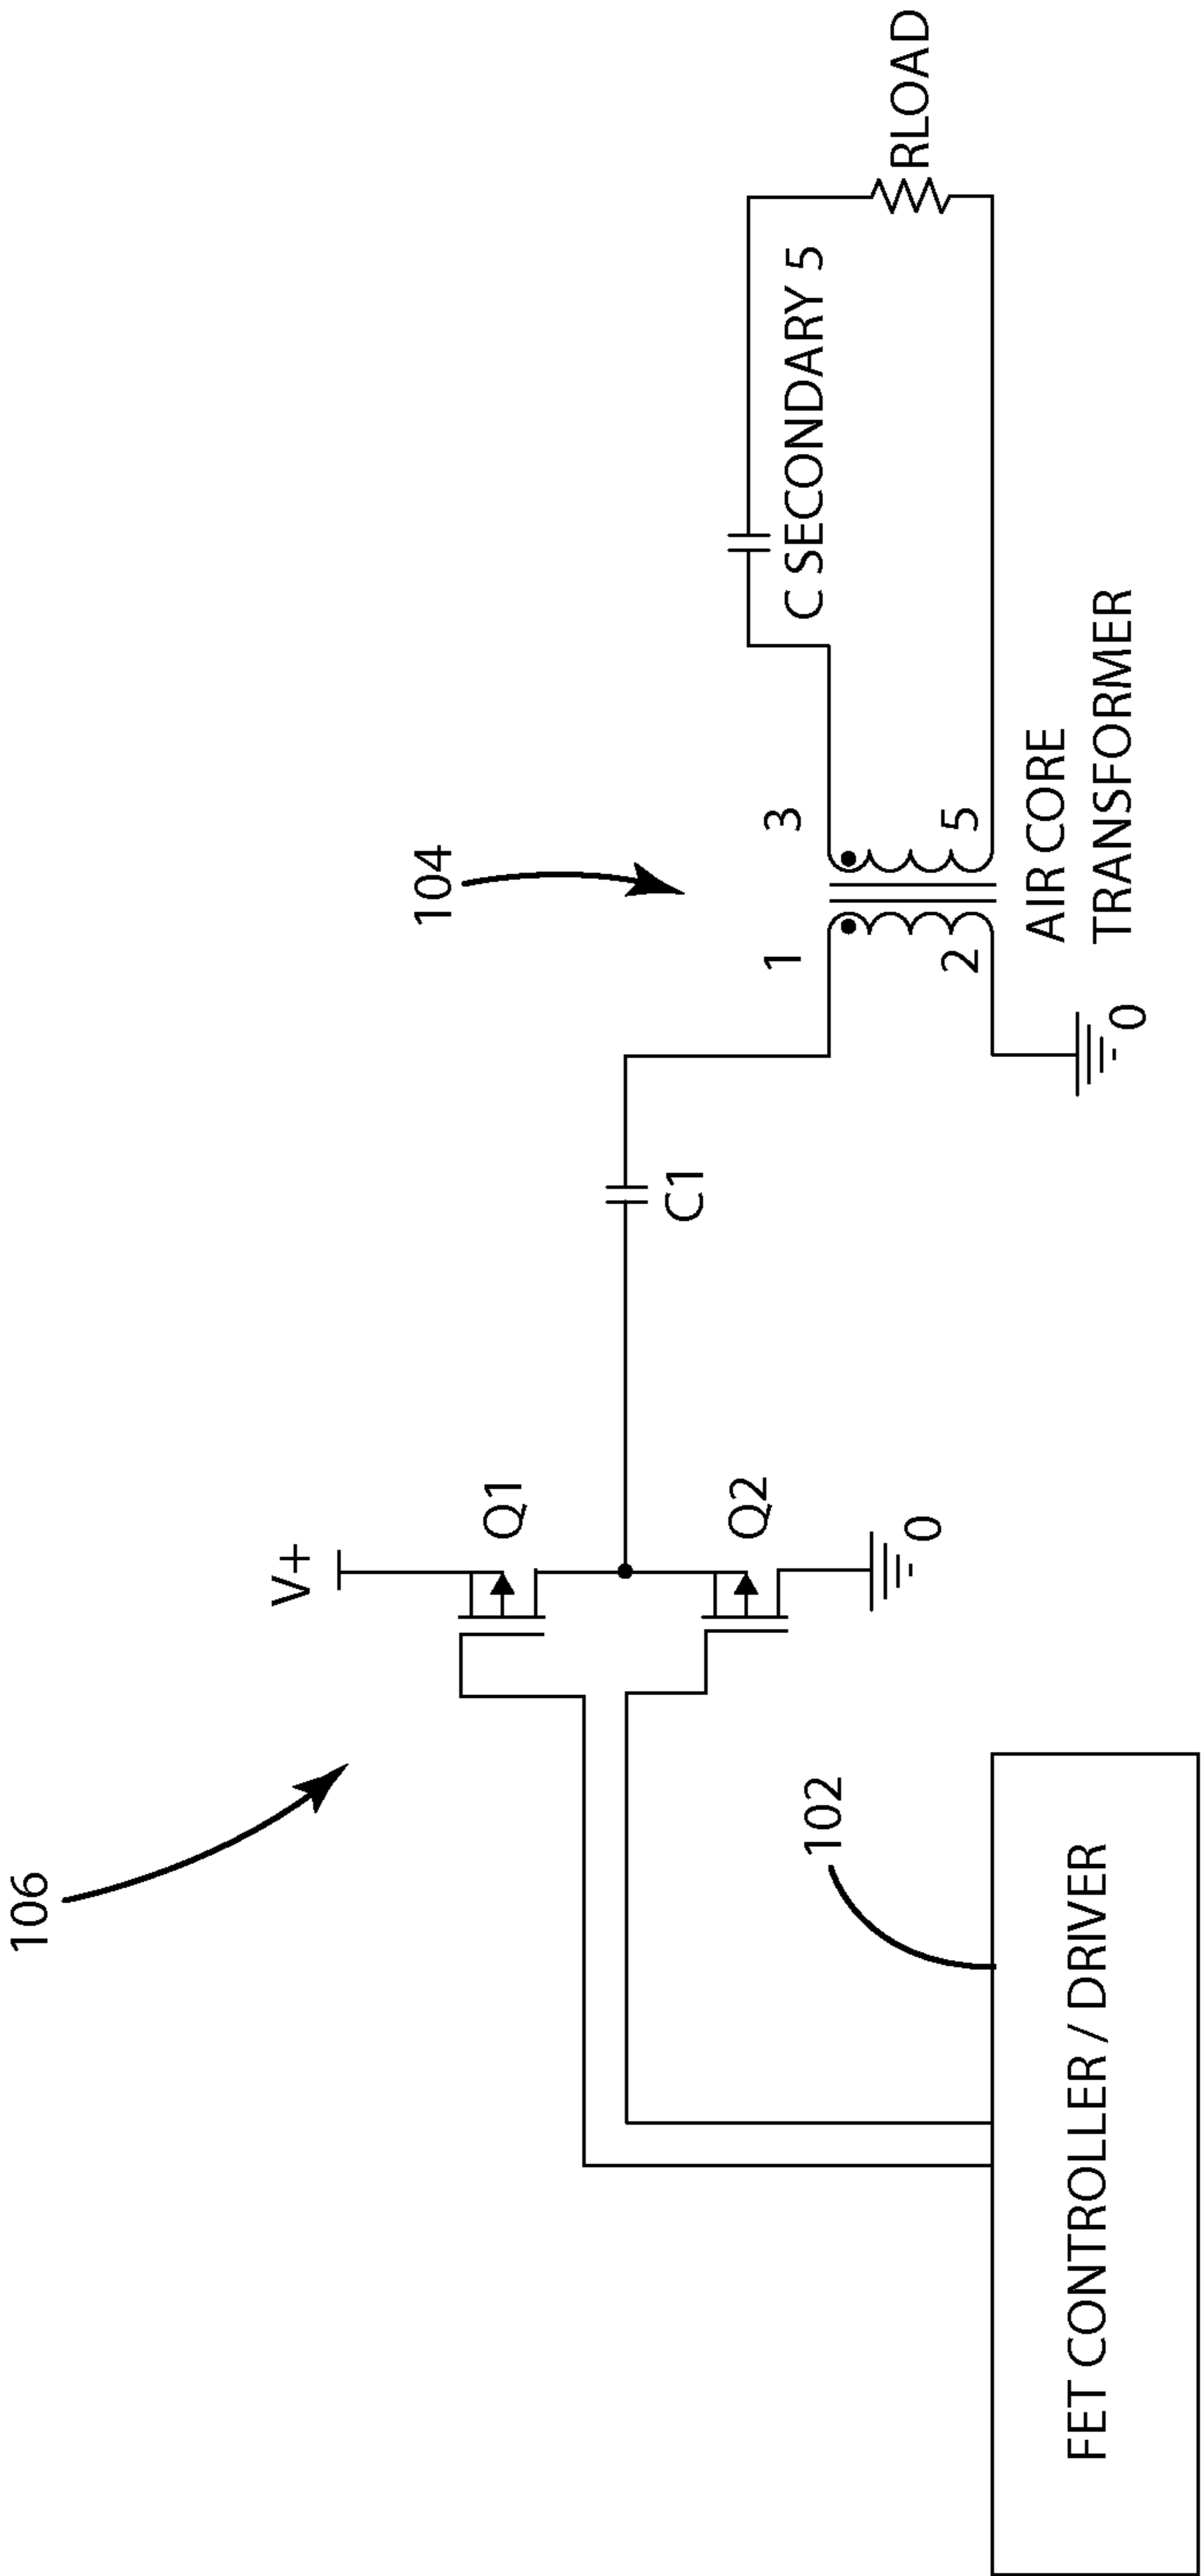 106
V+
Q1
Q2
0
102
FET CONTROLLER / DRIVER
C1
104
1
3
2
5
0
AIR CORE
TRANSFORMER
C SECONDARY 5
RLOAD